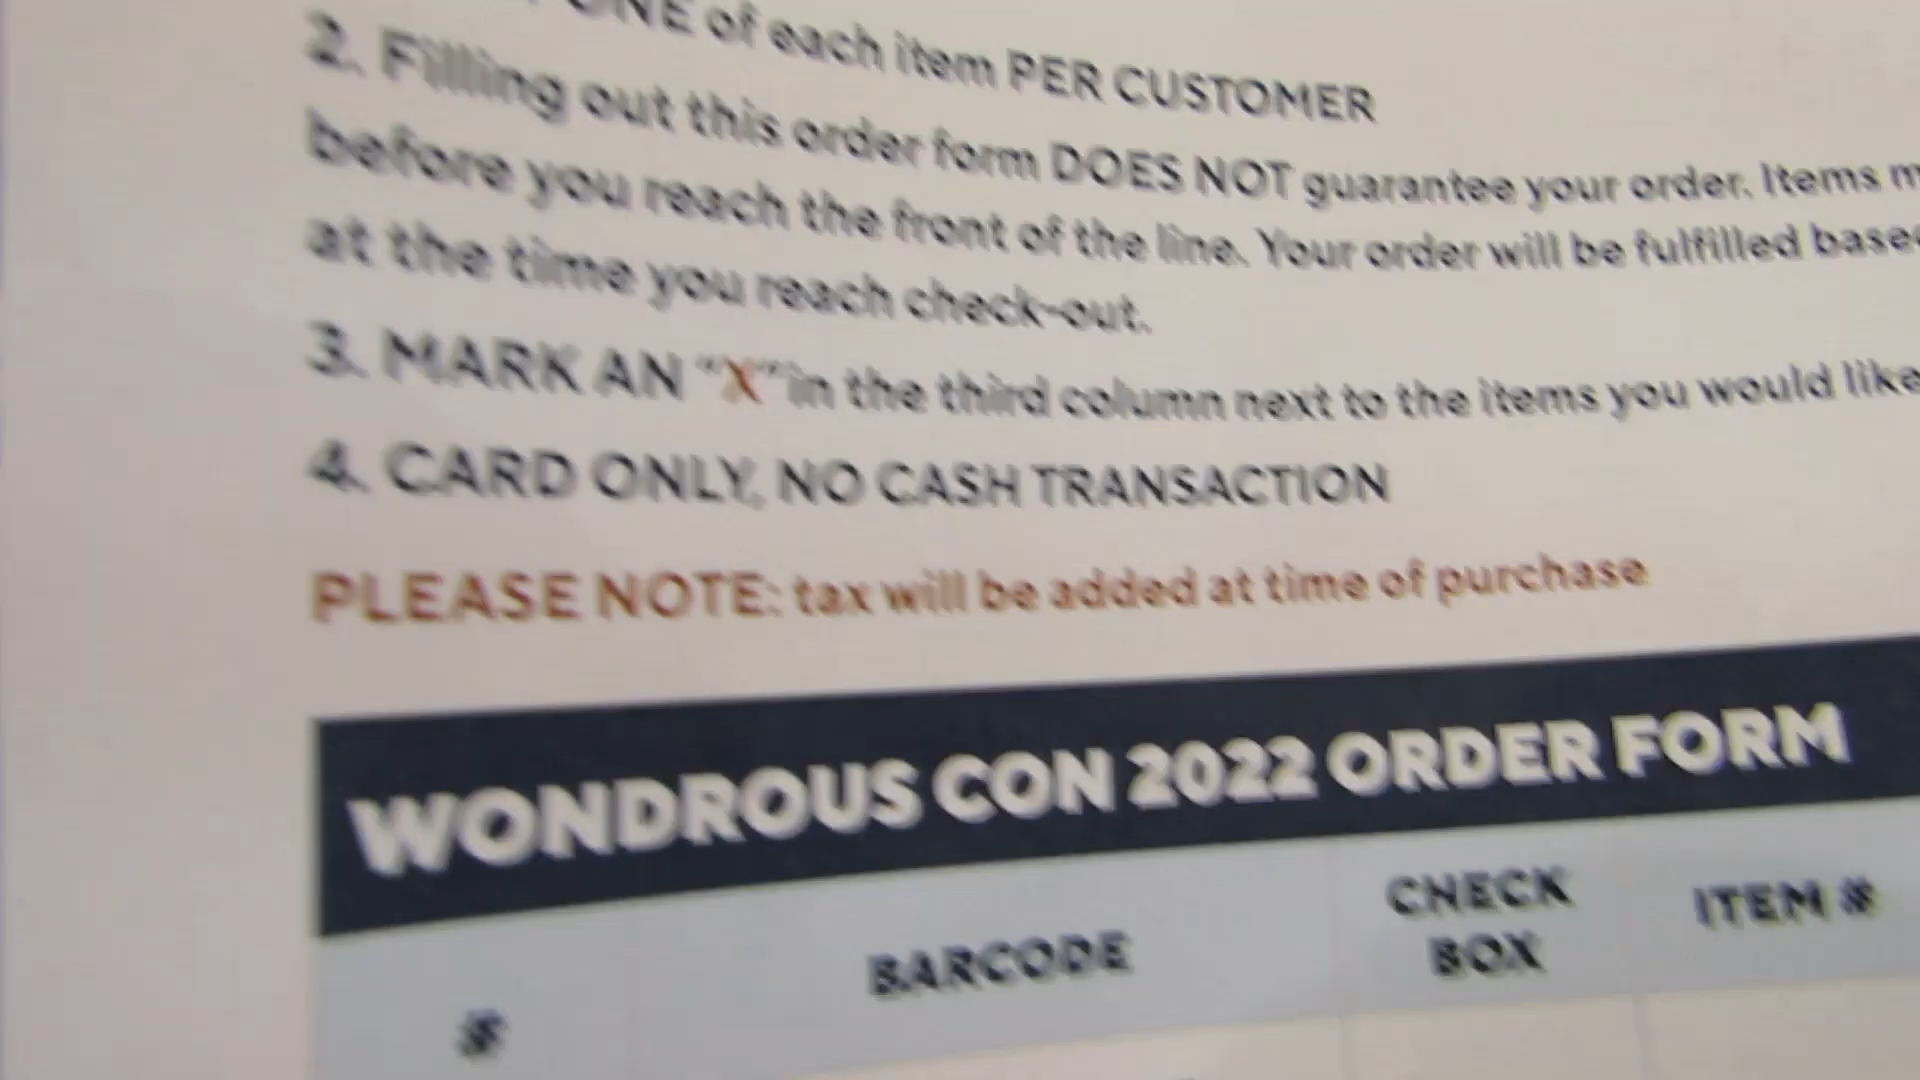 ONE of each item PER CUSTOMER
2. Filling out this order form DOES NOT guarantee your order. Items
before you reach the front of the line. Your order will be fulfilled
at the time you reach check-out.
3. MARK AN "X" in the third column next to the items you would like
4. CARD ONLY, NO CASH TRANSACTION
PLEASE NOTE: tax will be added at time of purchase
WONDROUS CON 2022 ORDER FORM
# BARCODE CHECK BOX ITEM #